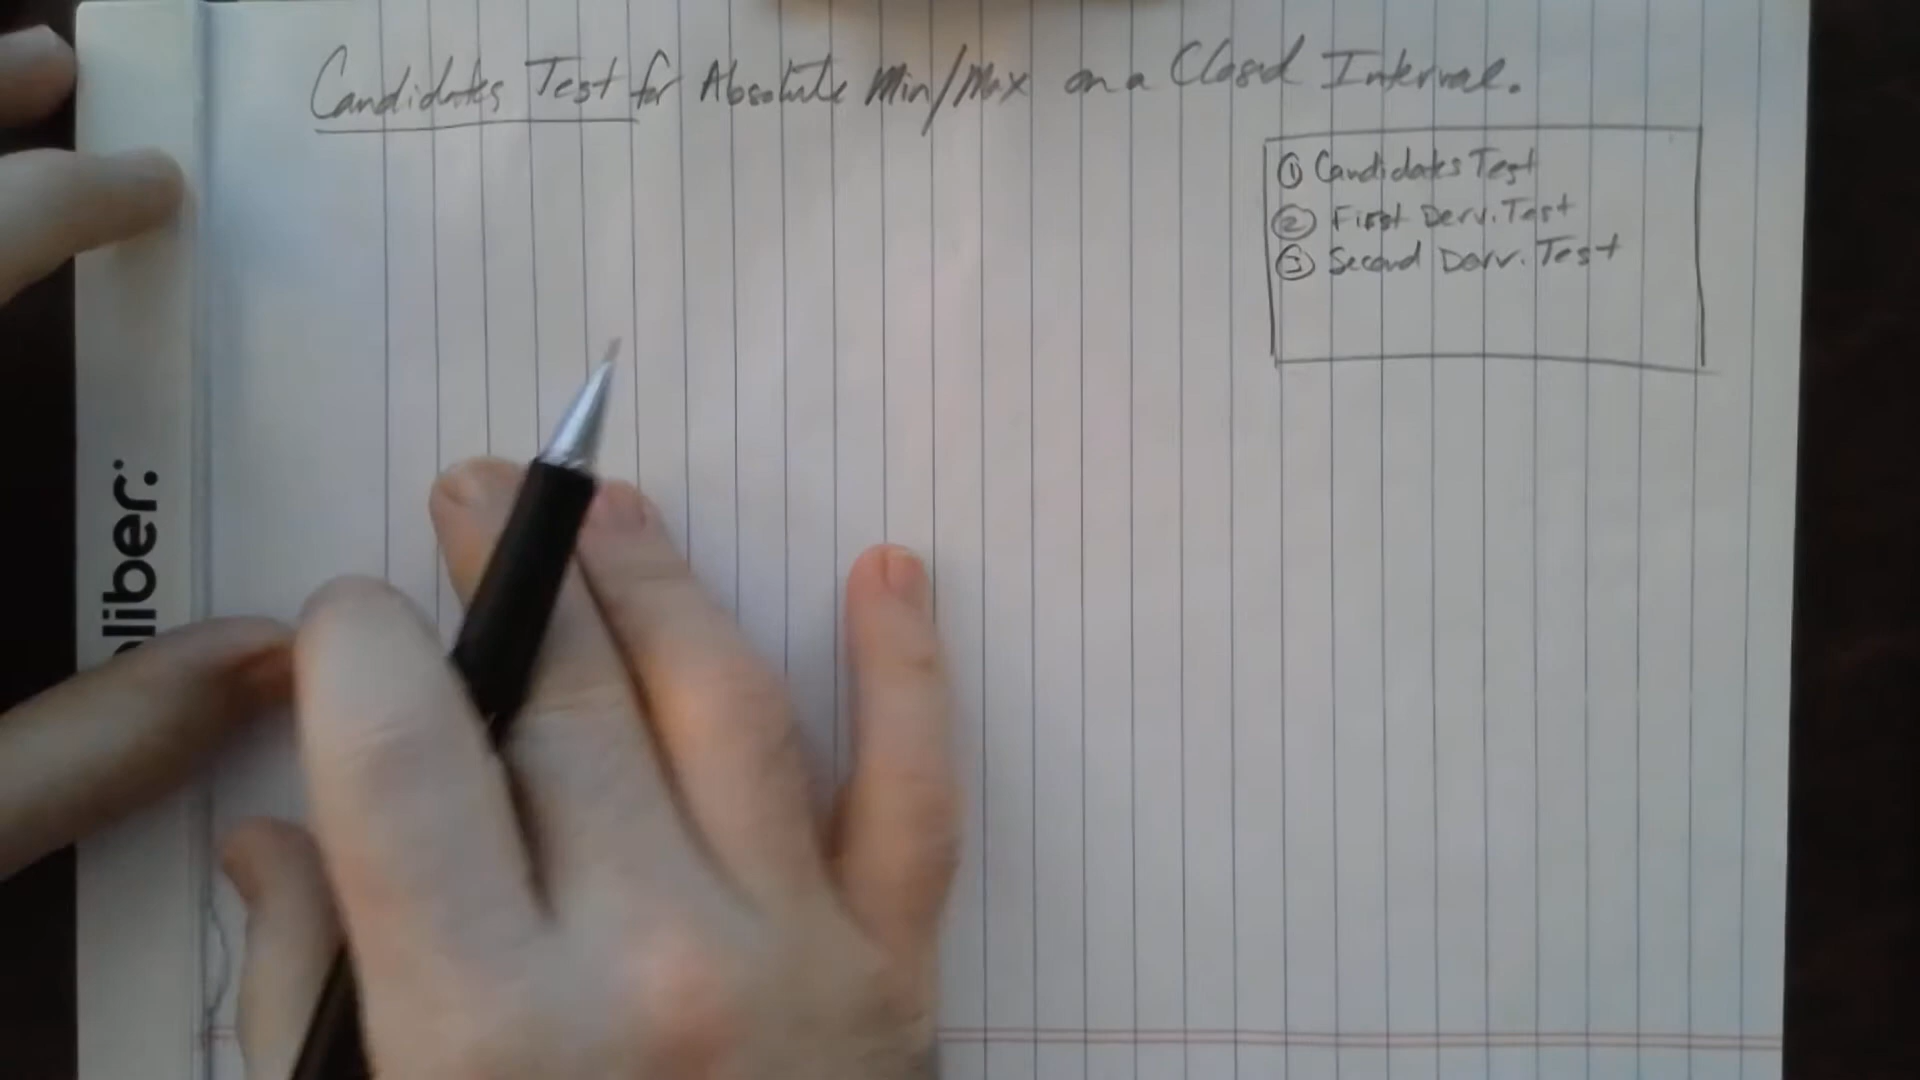 Candidates Test for Absolute Min/Max on a Closed Interval.
① Candidates Test
② First Derv. Test
③ Second Derv. Test
liber: